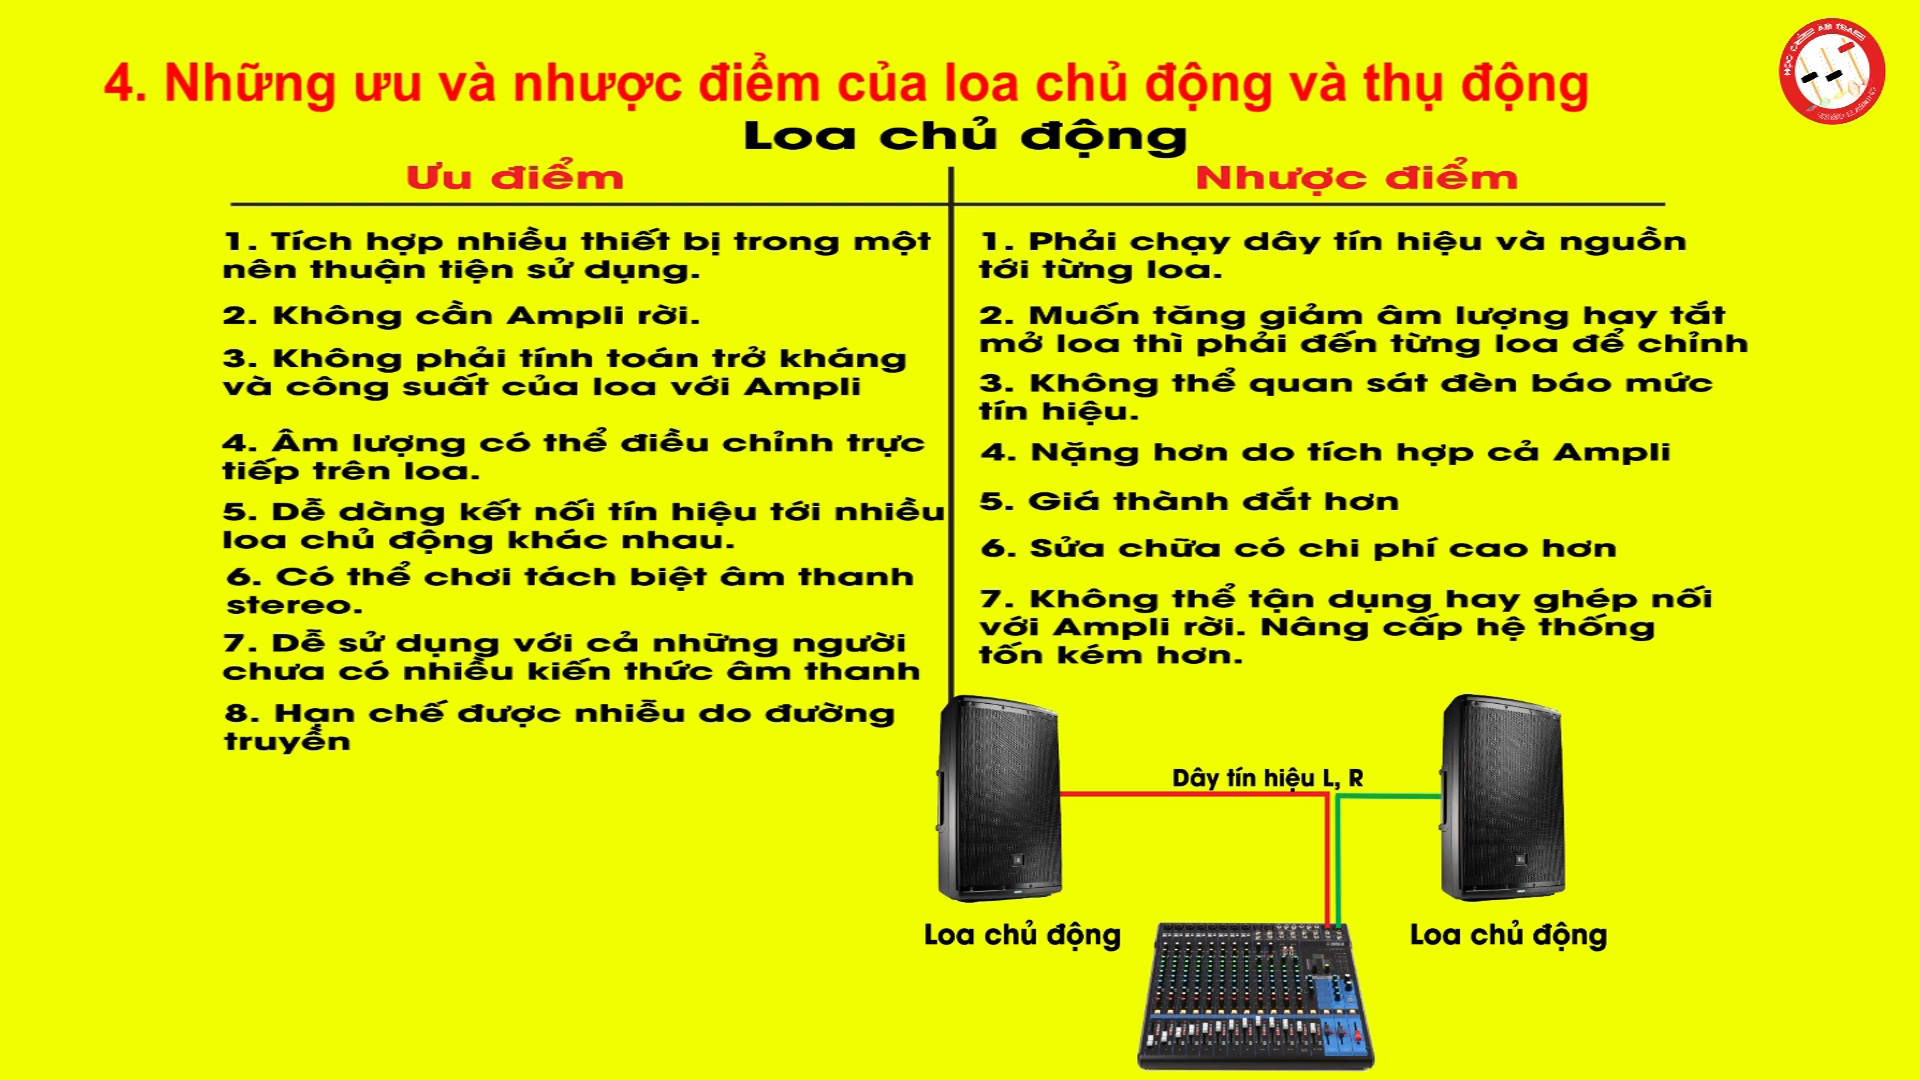 4. Những ưu và nhược điểm của loa chủ động và thụ động
Loa chủ động
Ưu điểm
1. Tích hợp nhiều thiết bị trong một
nên thuận tiện sử dụng.
2. Không cần Ampli rời.
3. Không phải tính toán trở kháng
và công suất của loa với Ampli
4. Âm lượng có thể điều chỉnh trực
tiếp trên loa.
5. Dễ dàng kết nối tín hiệu tới nhiều
loa chủ động khác nhau.
6. Có thể chơi tách biệt âm thanh
stereo.
7. Dễ sử dụng với cả những người
chưa có nhiều kiến thức âm thanh
8. Hạn chế được nhiễu do đường
truyền
Nhược điểm
1. Phải chạy dây tín hiệu và nguồn
tới từng loa.
2. Muốn tăng giảm âm lượng hay tắt
mở loa thì phải đến từng loa để chỉnh
3. Không thể quan sát đèn báo mức
tín hiệu.
4. Nặng hơn do tích hợp cả Ampli
5. Giá thành đắt hơn
6. Sửa chữa có chi phí cao hơn
7. Không thể tận dụng hay ghép nối
với Ampli rời. Nâng cấp hệ thống
tốn kém hơn.
Dây tín hiệu L, R
Loa chủ động
Loa chủ động